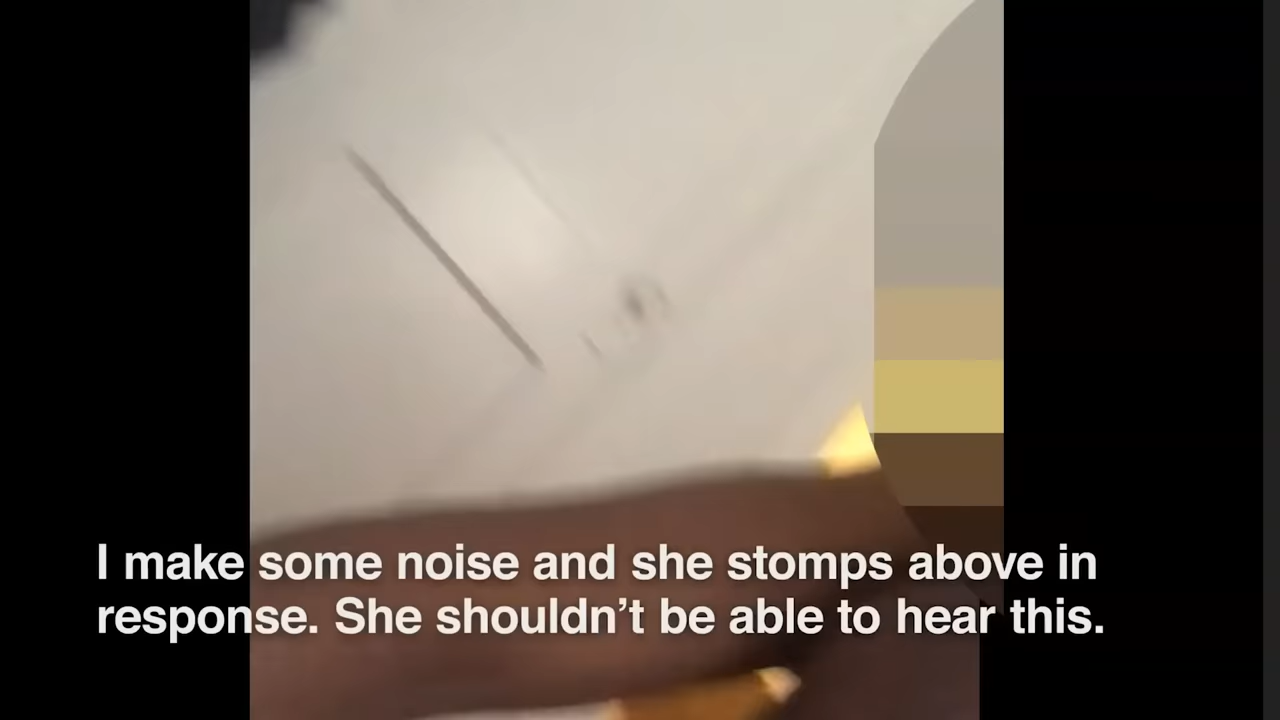 I make some noise and she stomps above in
response. She shouldn’t be able to hear this.